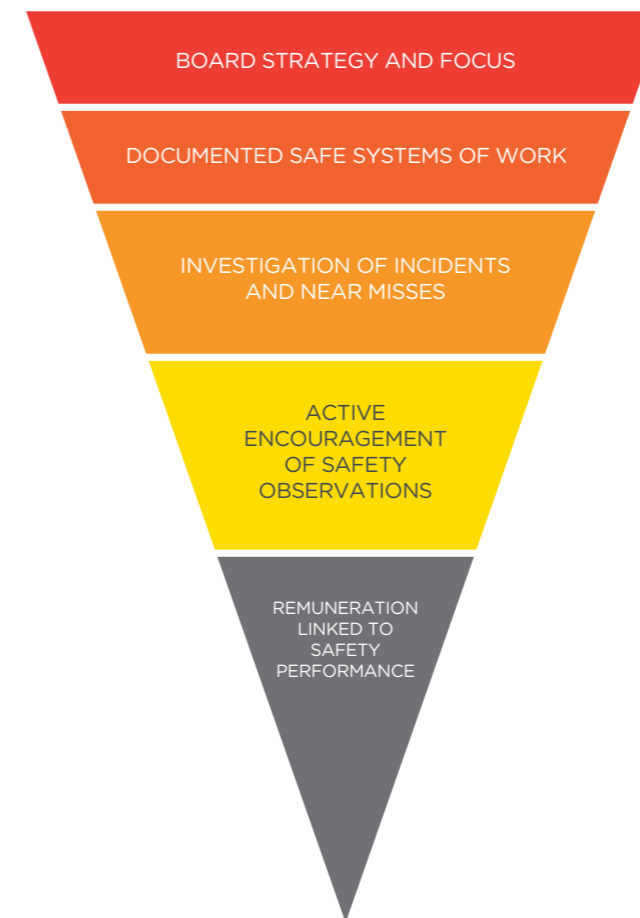 BOARD STRATEGY AND FOCUS
DOCUMENTED SAFE SYSTEMS OF WORK
INVESTIGATION OF INCIDENTS
AND NEAR MISSES
ACTIVE
ENCOURAGEMENT
OF SAFETY
OBSERVATIONS
REMUNERATION
LINKED TO
SAFETY
PERFORMANCE